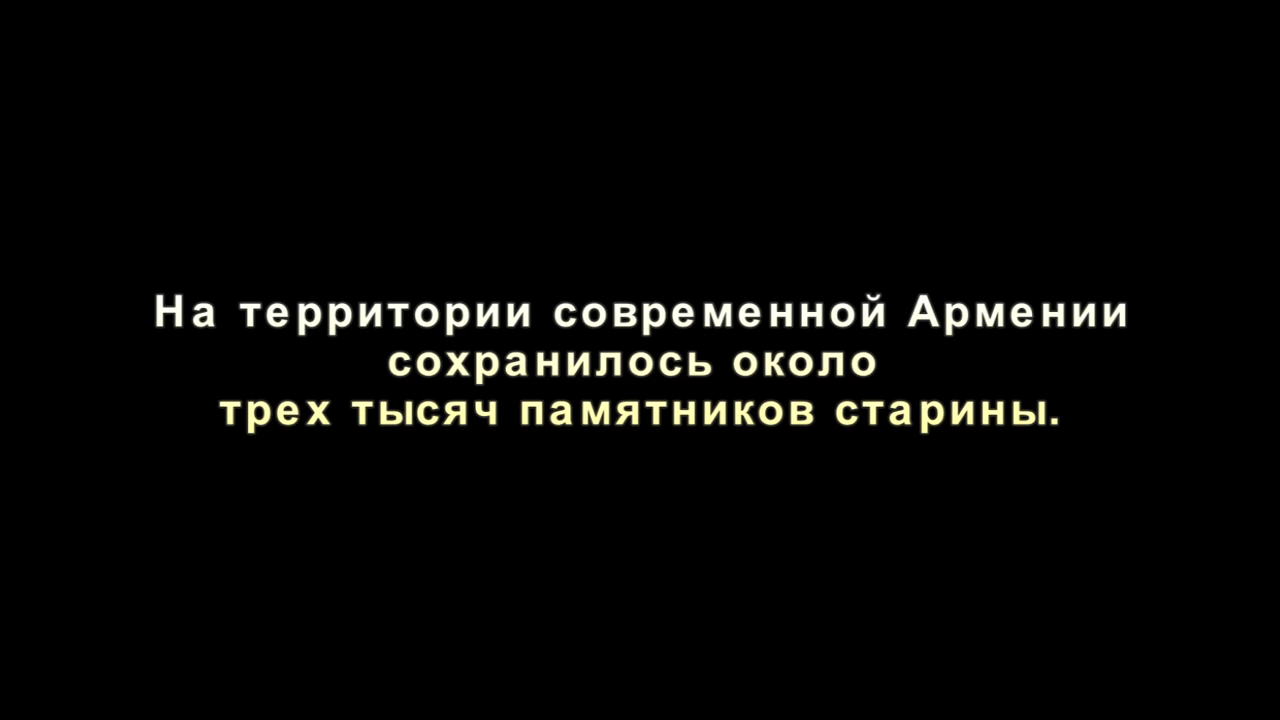 На территории современной Армении
сохранилось около
трех тысяч памятников старины.